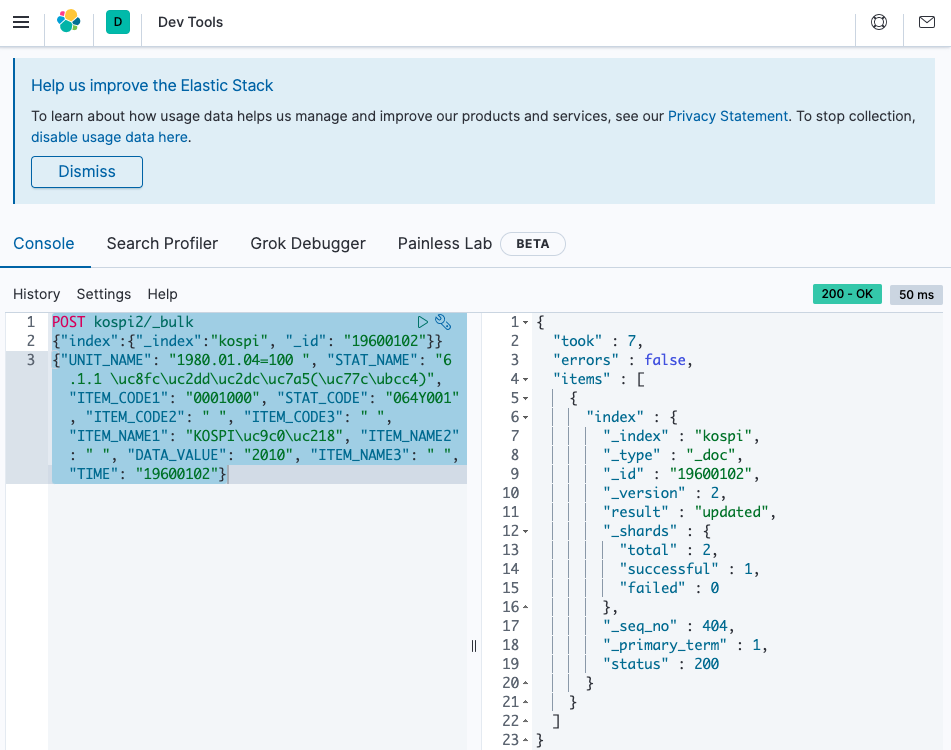 D Dev Tools
Help us improve the Elastic Stack
To learn about how usage data helps us manage and improve our products and services, see our Privacy Statement. To stop collection,
disable usage data here.
Dismiss
Console Search Profiler Grok Debugger Painless Lab BETA
History Settings Help 200 - OK 50 ms
1 POST kospi2/_bulk
2 {"index":{"_index":"kospi", "_id": "19600102"}}
3 {"UNIT_NAME": "1980.01.04=100 ", "STAT_NAME": "6
.1.1 \uc8fc\uc2dd\uc2dc\uc7a5(\uc77c\ubcc4)",
"ITEM_CODE1": "0001000", "STAT_CODE": "064Y001"
, "ITEM_CODE2": " ", "ITEM_CODE3": " ",
"ITEM_NAME1": "KOSPI\uc9c0\uc218", "ITEM_NAME2"
: " ", "DATA_VALUE": "2010", "ITEM_NAME3": " ",
"TIME": "19600102"}
1 {
2 "took" : 7,
3 "errors" : false,
4 "items" : [
5 {
6 "index" : {
7 "_index" : "kospi",
8 "_type" : "_doc",
9 "_id" : "19600102",
10 "_version" : 2,
11 "result" : "updated",
12 "_shards" : {
13 "total" : 2,
14 "successful" : 1,
15 "failed" : 0
16 },
17 "_seq_no" : 404,
18 "_primary_term" : 1,
19 "status" : 200
20 }
21 }
22 ]
23 }